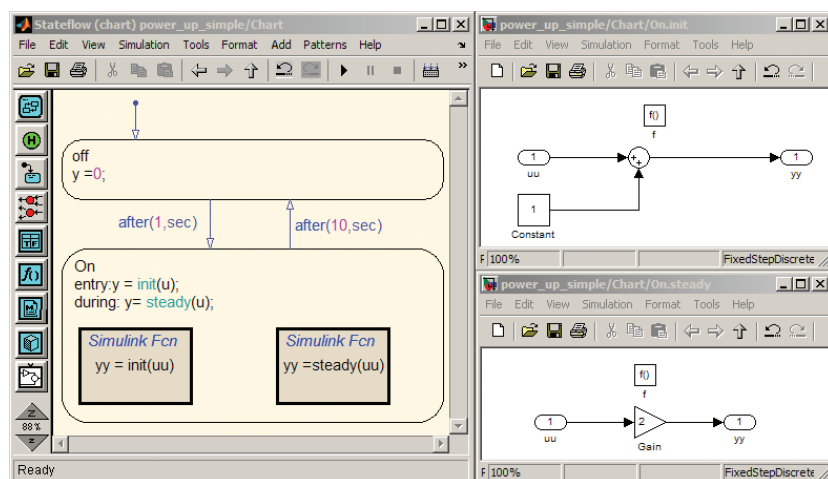 Stateflow (chart) power_up_simple/Chart
File Edit View Simulation Tools Format Add Patterns Help
off
y =0;
after(1,sec)
after(10,sec)
On
entry:y = init(u);
during: y= steady(u);
Simulink Fcn
yy = init(uu)
Simulink Fcn
yy =steady(uu)
88%
Ready
power_up_simple/Chart/On.init
File Edit View Simulation Format Tools Help
f()
f
1
uu
+
+
1
yy
1
Constant
F 100%
FixedStepDiscrete
power_up_simple/Chart/On.steady
File Edit View Simulation Format Tools Help
f()
f
1
uu
2
Gain
1
yy
F 100%
FixedStepDiscrete